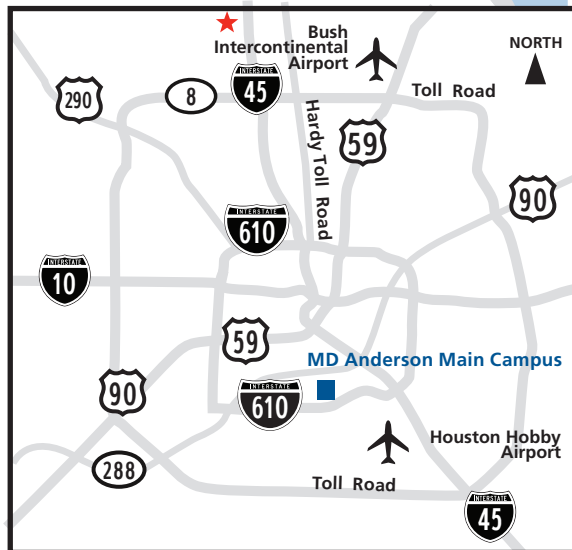 Bush
Intercontinental
Airport
NORTH
290
8
INTERSTATE
45
Toll Road
Hardy Toll Road
59
90
INTERSTATE
610
INTERSTATE
10
59
MD Anderson Main Campus
90
INTERSTATE
610
Houston Hobby
Airport
288
Toll Road
INTERSTATE
45